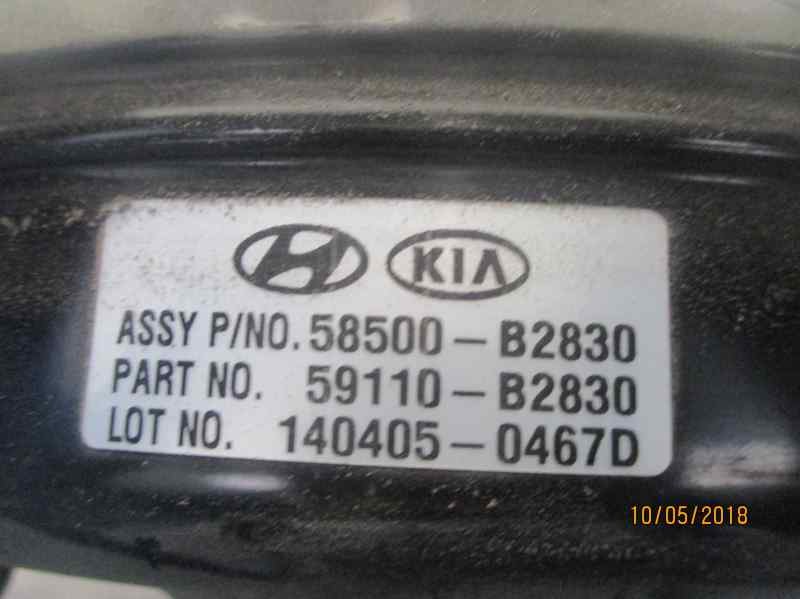 KIA
ASSY P/NO. 58500-B2830
PART NO. 59110-B2830
LOT NO. 140405-0467D
10/05/2018